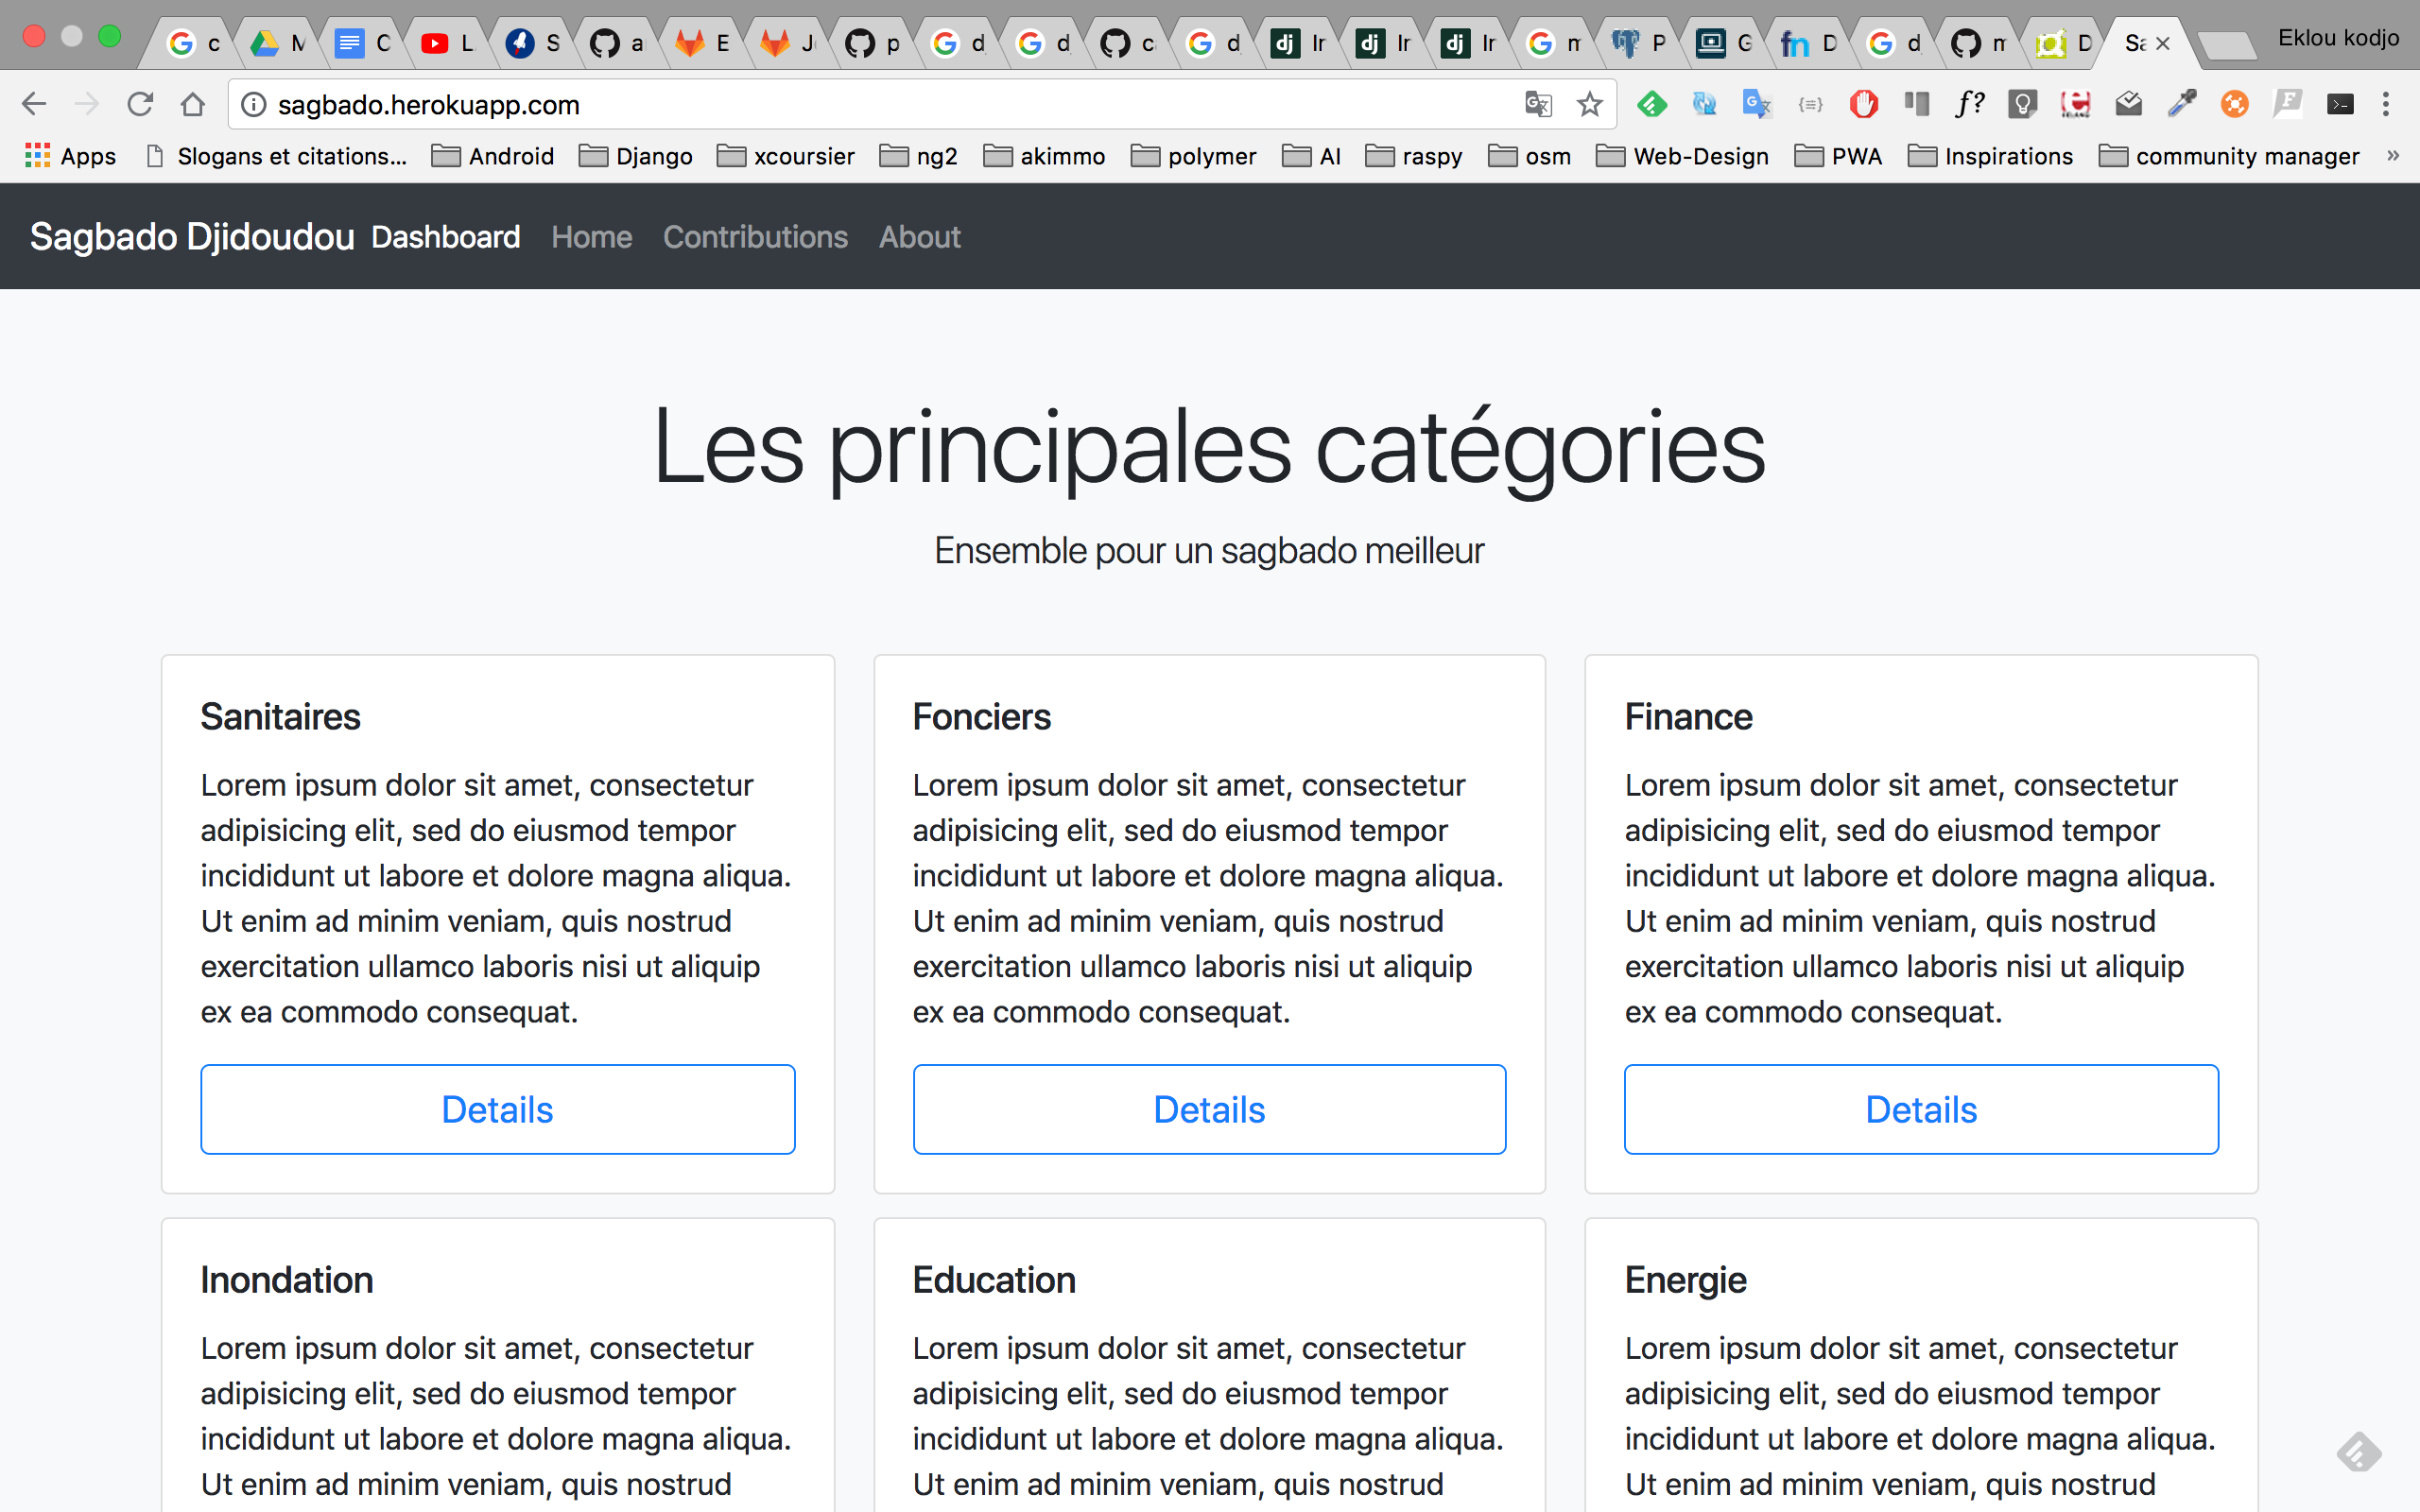 c M C L S a E J p d d c d Ir Ir Ir m P G D d m D Sa Eklou kodjo
sagbado.herokuapp.com
Apps Slogans et citations... Android Django xcoursier ng2 akimmo polymer AI raspy osm Web-Design PWA Inspirations community manager »
Sagbado Djidoudou Dashboard Home Contributions About
Les principales catégories
Ensemble pour un sagbado meilleur
Sanitaires
Lorem ipsum dolor sit amet, consectetur
adipisicing elit, sed do eiusmod tempor
incididunt ut labore et dolore magna aliqua.
Ut enim ad minim veniam, quis nostrud
exercitation ullamco laboris nisi ut aliquip
ex ea commodo consequat.
Details
Fonciers
Lorem ipsum dolor sit amet, consectetur
adipisicing elit, sed do eiusmod tempor
incididunt ut labore et dolore magna aliqua.
Ut enim ad minim veniam, quis nostrud
exercitation ullamco laboris nisi ut aliquip
ex ea commodo consequat.
Details
Finance
Lorem ipsum dolor sit amet, consectetur
adipisicing elit, sed do eiusmod tempor
incididunt ut labore et dolore magna aliqua.
Ut enim ad minim veniam, quis nostrud
exercitation ullamco laboris nisi ut aliquip
ex ea commodo consequat.
Details
Inondation
Lorem ipsum dolor sit amet, consectetur
adipisicing elit, sed do eiusmod tempor
incididunt ut labore et dolore magna aliqua.
Ut enim ad minim veniam, quis nostrud
Education
Lorem ipsum dolor sit amet, consectetur
adipisicing elit, sed do eiusmod tempor
incididunt ut labore et dolore magna aliqua.
Ut enim ad minim veniam, quis nostrud
Energie
Lorem ipsum dolor sit amet, consectetur
adipisicing elit, sed do eiusmod tempor
incididunt ut labore et dolore magna aliqua.
Ut enim ad minim veniam, quis nostrud